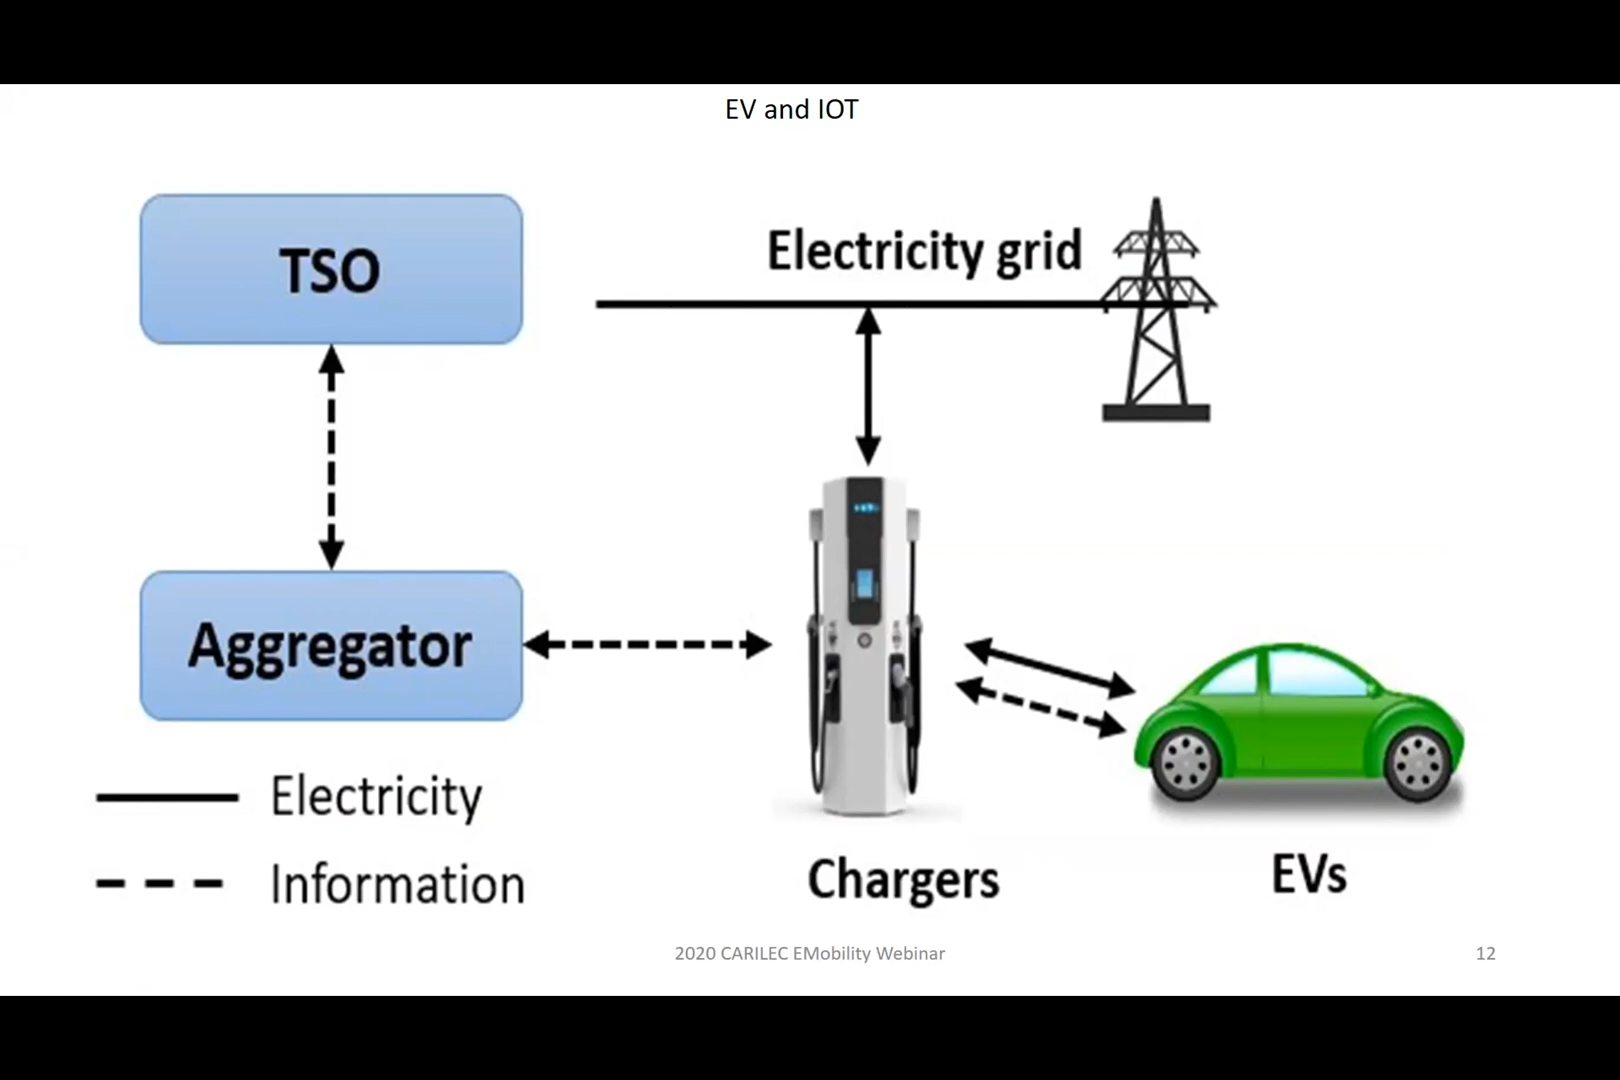 EV and IOT
TSO
Electricity grid
Aggregator
Electricity
Information
Chargers
EVs
2020 CARILEC EMobility Webinar
12